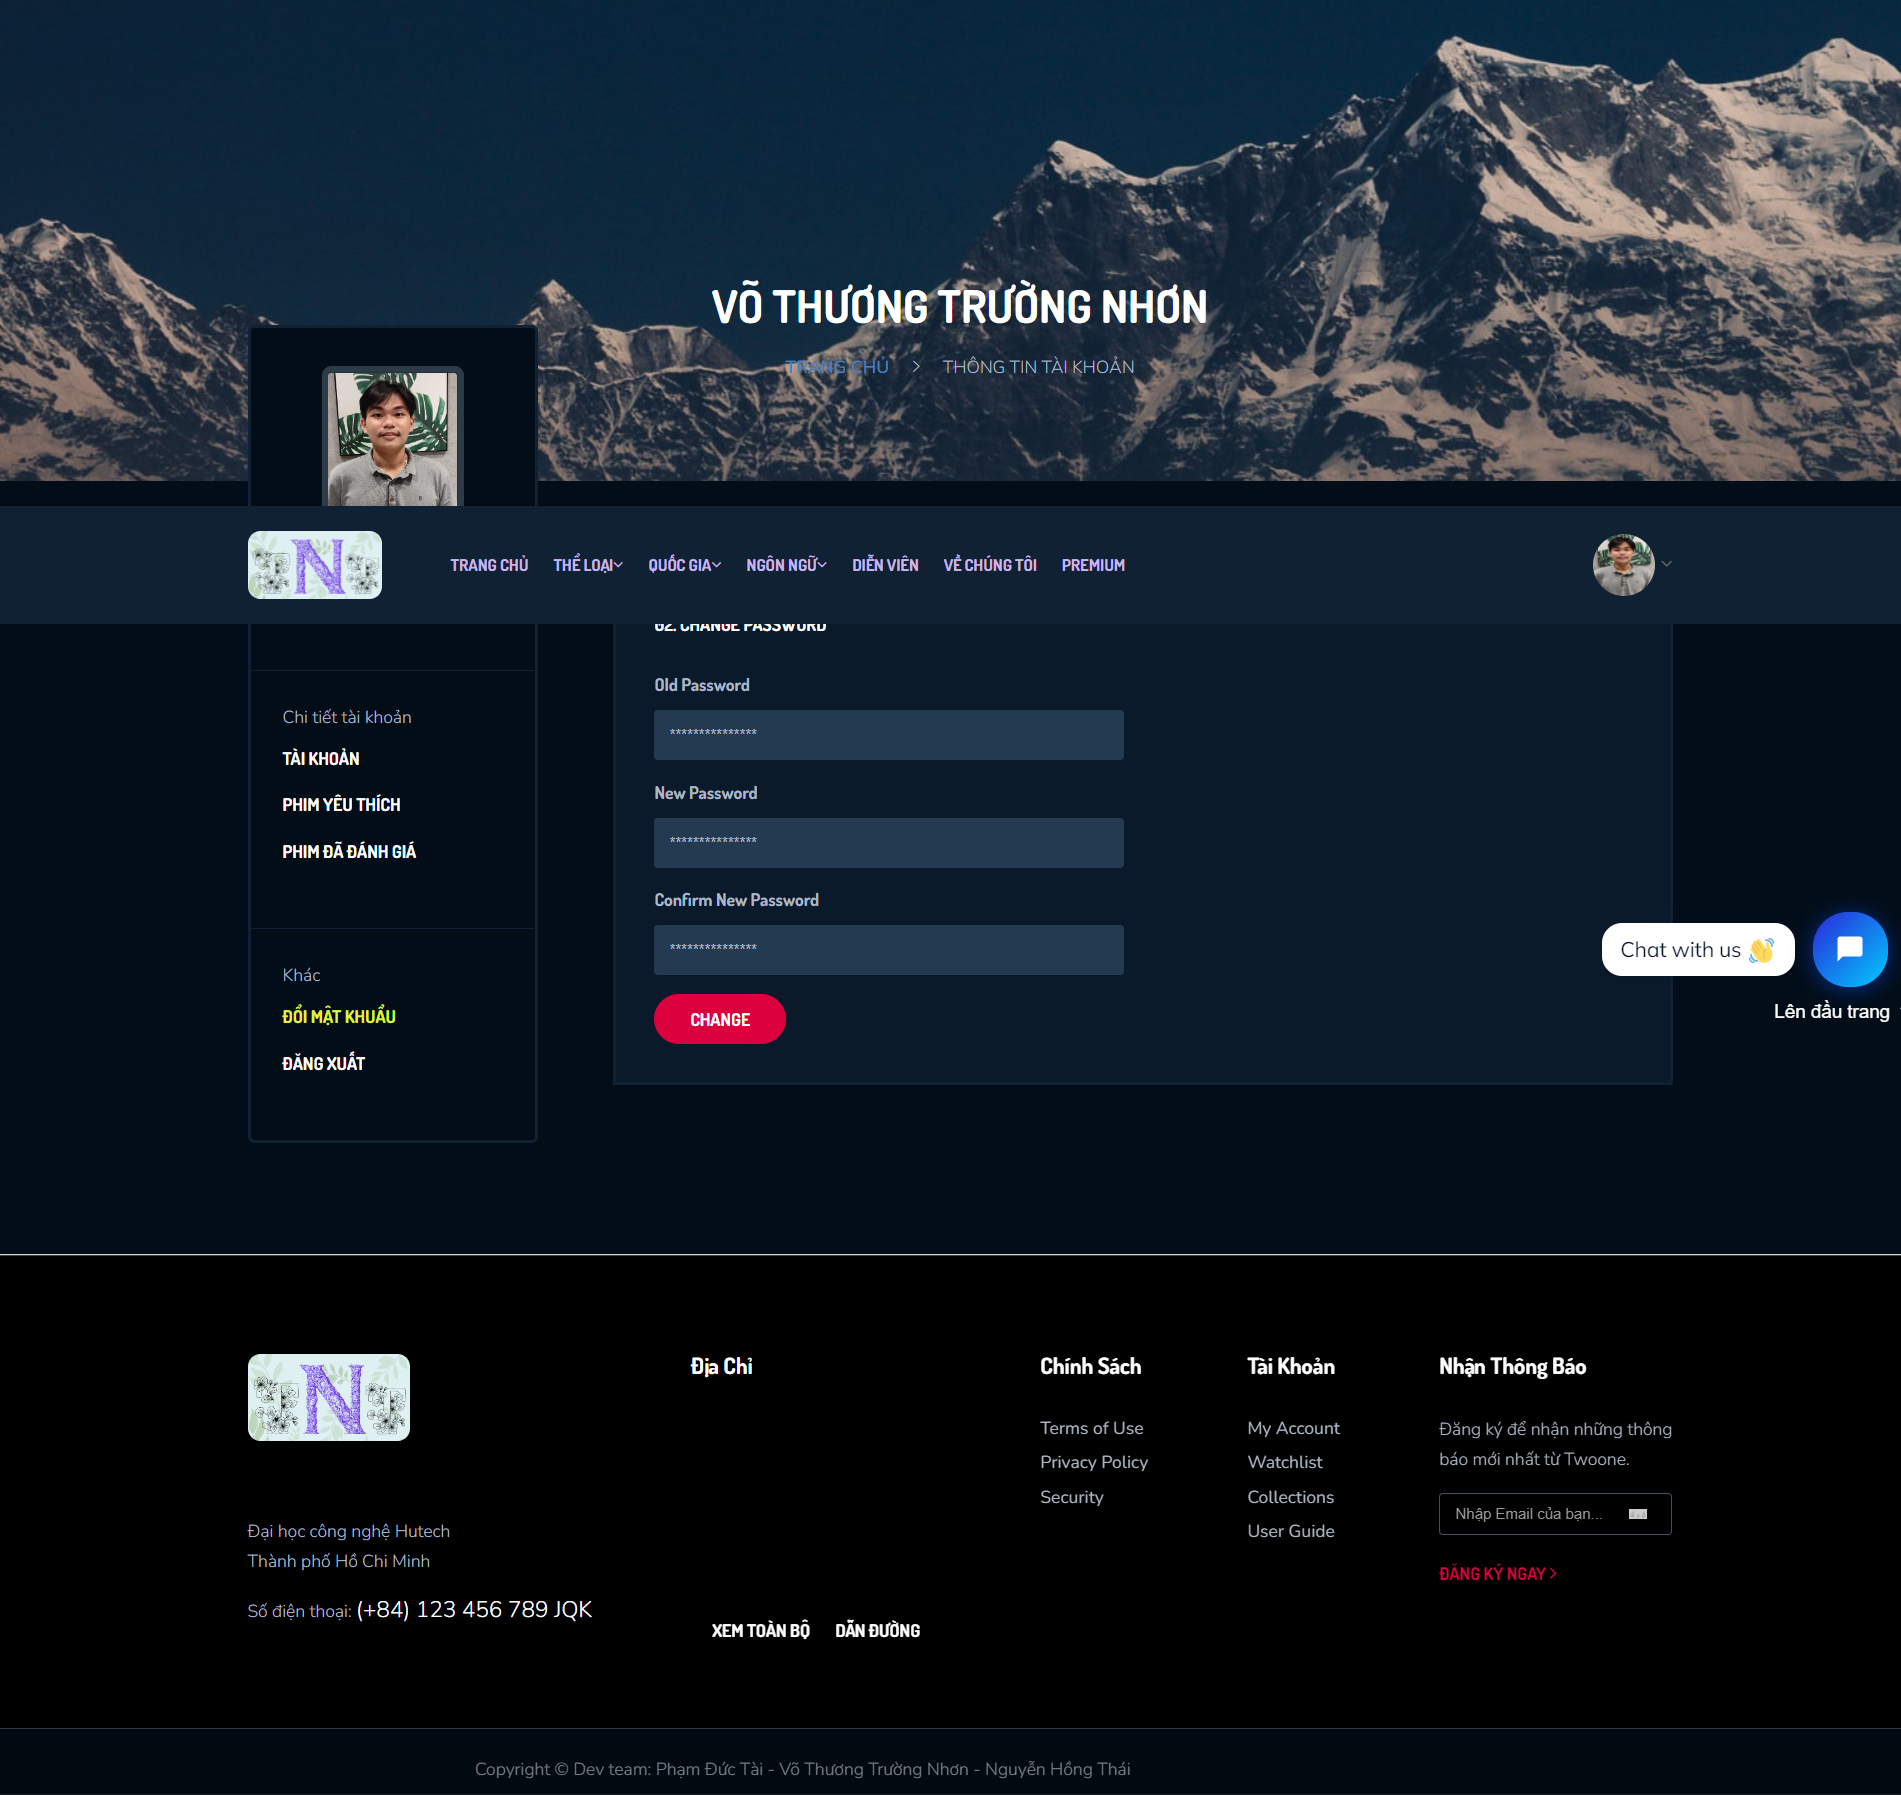 VÕ THƯƠNG TRƯỜNG NHƠN
TRANG CHỦ > THÔNG TIN TÀI KHOẢN
N
TRANG CHỦ THỂ LOẠI QUỐC GIA NGÔN NGỮ DIỄN VIÊN VỀ CHÚNG TÔI PREMIUM
02. CHANGE PASSWORD
Old Password
***************
New Password
***************
Confirm New Password
***************
CHANGE
Chi tiết tài khoản
TÀI KHOẢN
PHIM YÊU THÍCH
PHIM ĐÃ ĐÁNH GIÁ
Khác
ĐỔI MẬT KHUẨU
ĐĂNG XUẤT
Chat with us 👋
Lên đầu trang
N
Đại học công nghệ Hutech
Thành phố Hồ Chi Minh
Số điện thoại: (+84) 123 456 789 JQK
Địa Chỉ
XEM TOÀN BỘ DẪN ĐƯỜNG
Chính Sách
Terms of Use
Privacy Policy
Security
Tài Khoản
My Account
Watchlist
Collections
User Guide
Nhận Thông Báo
Đăng ký để nhận những thông
báo mới nhất từ Twoone.
Nhập Email của bạn...
ĐĂNG KÝ NGAY >
Copyright © Dev team: Phạm Đức Tài - Võ Thương Trường Nhơn - Nguyễn Hồng Thái